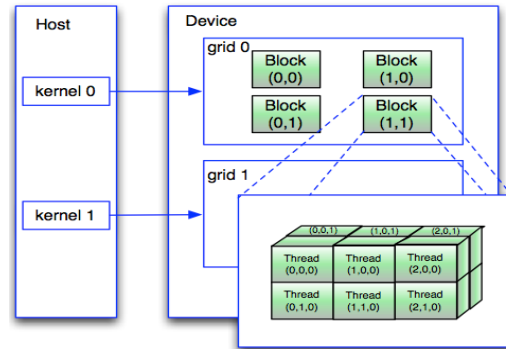 Host
Device
kernel 0
grid 0
Block
(0,0)
Block
(1,0)
Block
(0,1)
Block
(1,1)
kernel 1
grid 1
(0,0,1)
(1,0,1)
(2,0,1)
Thread
(0,0,0)
Thread
(1,0,0)
Thread
(2,0,0)
Thread
(0,1,0)
Thread
(1,1,0)
Thread
(2,1,0)